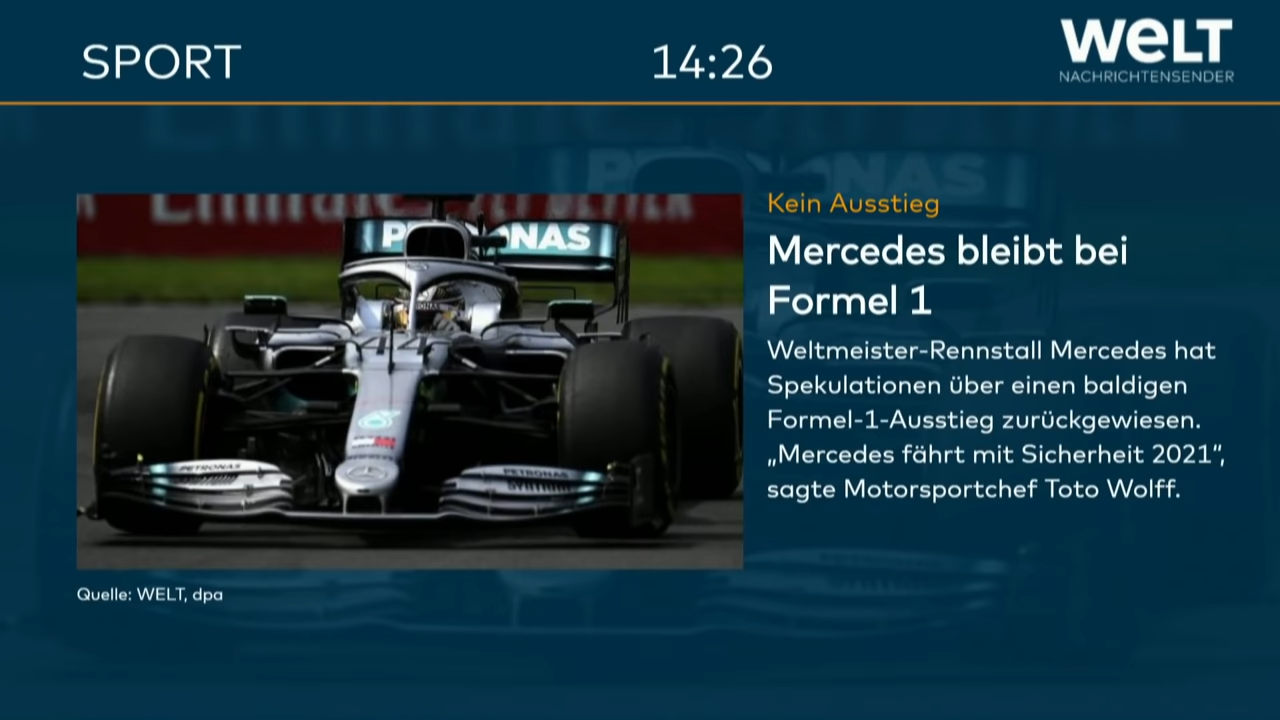 SPORT
14:26
WELT
NACHRICHTENSENDER
PETRONAS
44
PETRONAS
PETRONAS
Kein Ausstieg
Mercedes bleibt bei
Formel 1
Weltmeister-Rennstall Mercedes hat
Spekulationen über einen baldigen
Formel-1-Ausstieg zurückgewiesen.
„Mercedes fährt mit Sicherheit 2021“,
sagte Motorsportchef Toto Wolff.
Quelle: WELT, dpa